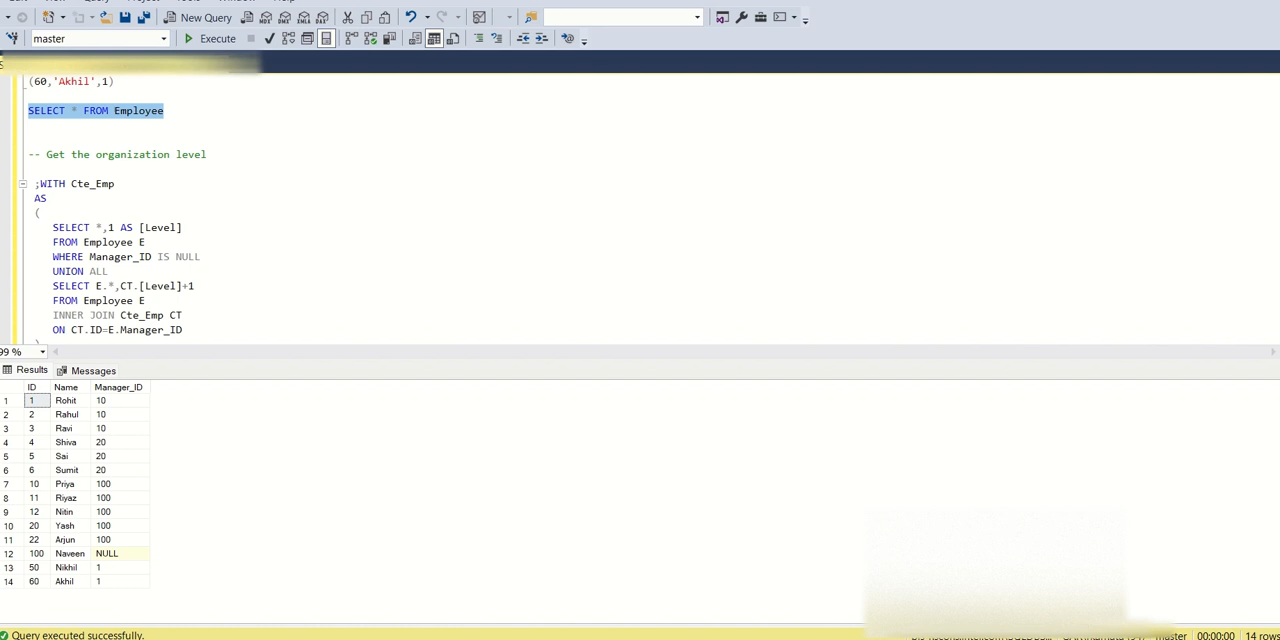 New Query
MDX DMX XMLA DAX
master
Execute
(60,'Akhil',1)
SELECT * FROM Employee
-- Get the organization level
;WITH Cte_Emp
AS
(
SELECT *,1 AS [Level]
FROM Employee E
WHERE Manager_ID IS NULL
UNION ALL
SELECT E.*,CT.[Level]+1
FROM Employee E
INNER JOIN Cte_Emp CT
ON CT.ID=E.Manager_ID
99 %
Results Messages
ID Name Manager_ID
1 1 Rohit 10
2 2 Rahul 10
3 3 Ravi 10
4 4 Shiva 20
5 5 Sai 20
6 6 Sumit 20
7 10 Priya 100
8 11 Riyaz 100
9 12 Nitin 100
10 20 Yash 100
11 22 Arjun 100
12 100 Naveen NULL
13 50 Nikhil 1
14 60 Akhil 1
Query executed successfully. master 00:00:00 14 rows